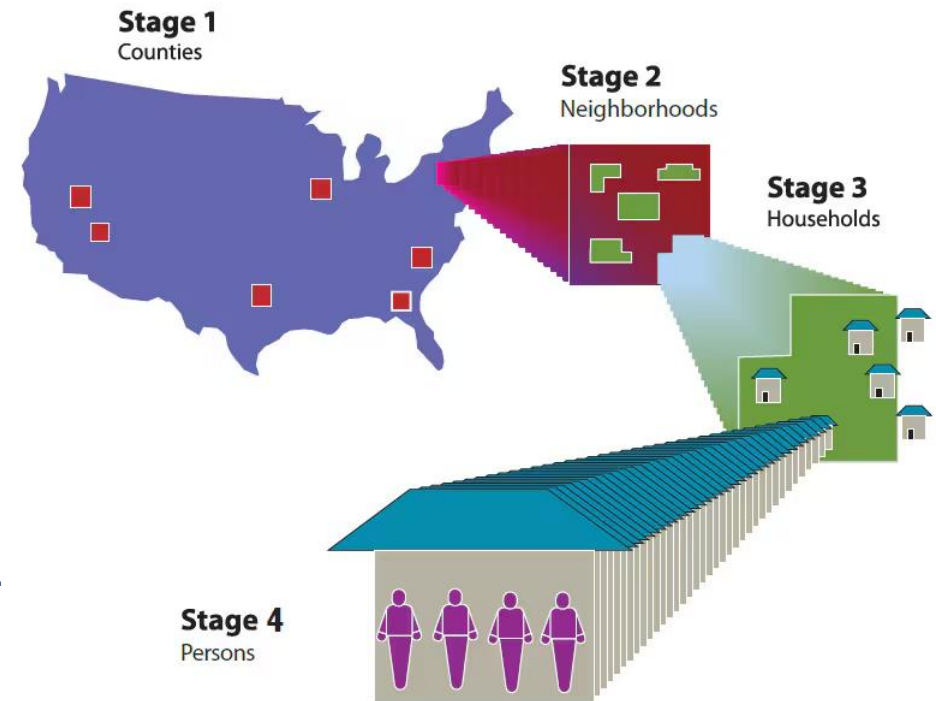 Stage 1
Counties
Stage 2
Neighborhoods
Stage 3
Households
Stage 4
Persons